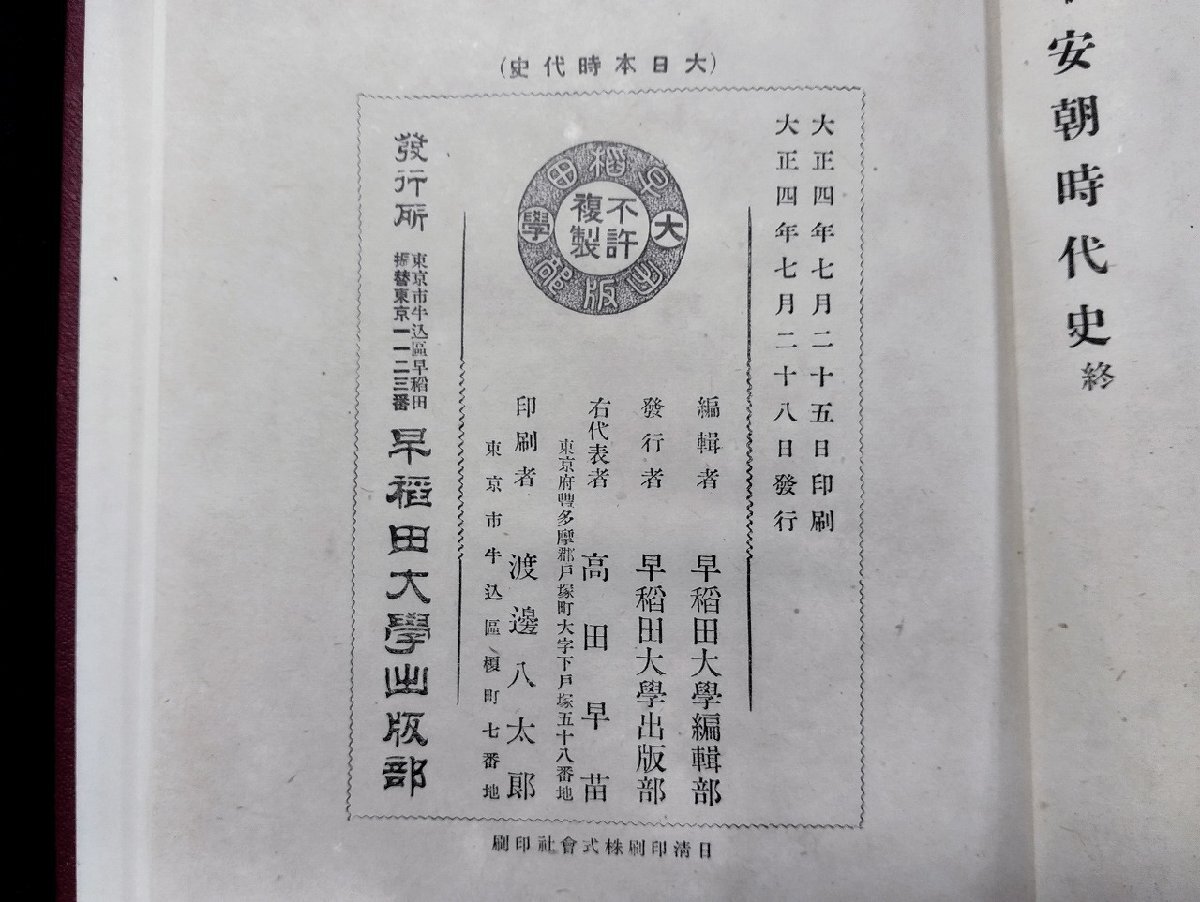 安朝時代史終
(大日本時代史)
大正四年七月二十五日印刷
大正四年七月二十八日發行
早稲田大學出版部
不許
複製
編輯者 早稲田大學編輯部
發行者 早稲田大學出版部
右代表者 高田早苗
東京府豐多摩郡戸塚町大字下戸塚五十八番地
印刷者 渡邊八太郎
東京市牛込區榎町七番地
發行所 東京市牛込區早稲田
振替東京一一二三番
早稲田大學出版部
日清印刷株式會社印刷